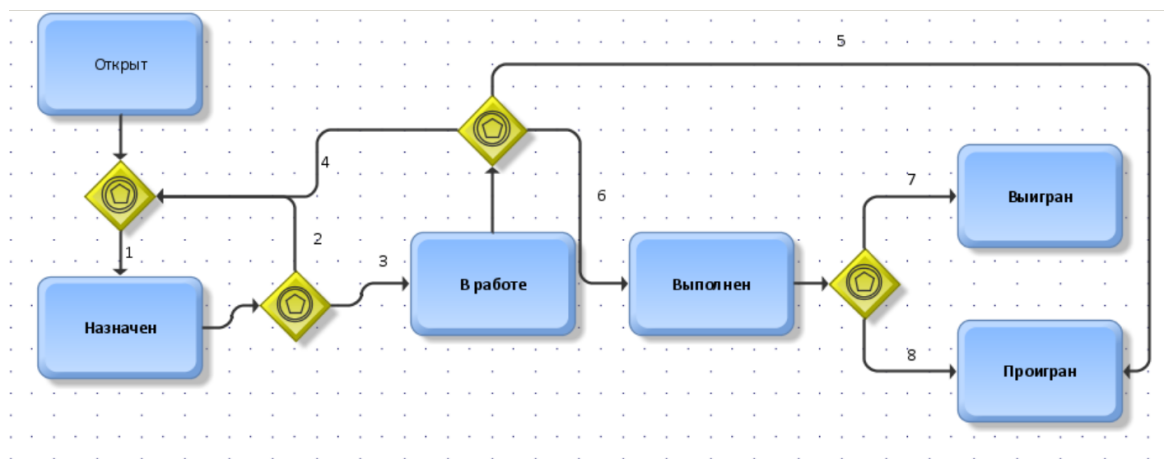 Открыт
5
4
6
7
Выигран
1
2
3
В работе
Выполнен
Назначен
8
Проигран